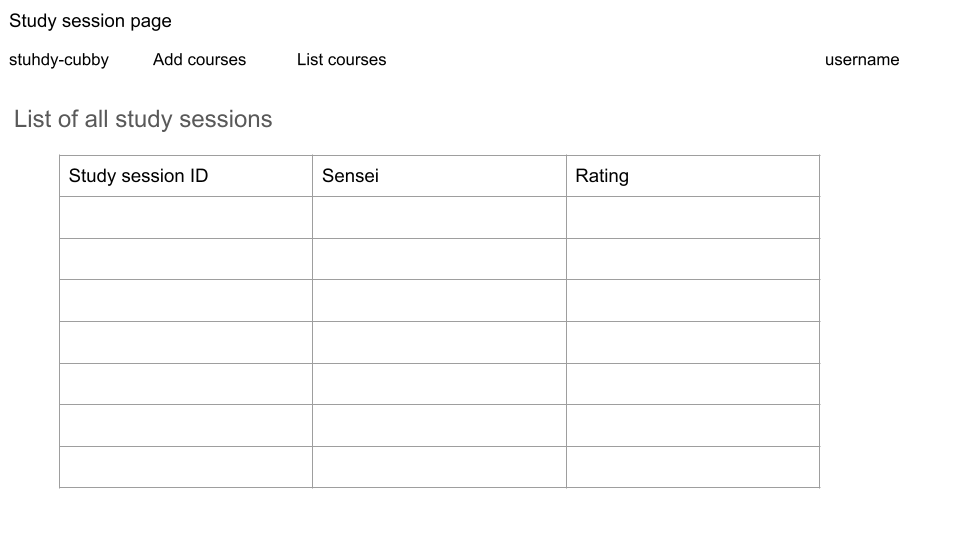 Study session page
stuhdy-cubby Add courses List courses username
List of all study sessions
Study session ID Sensei Rating